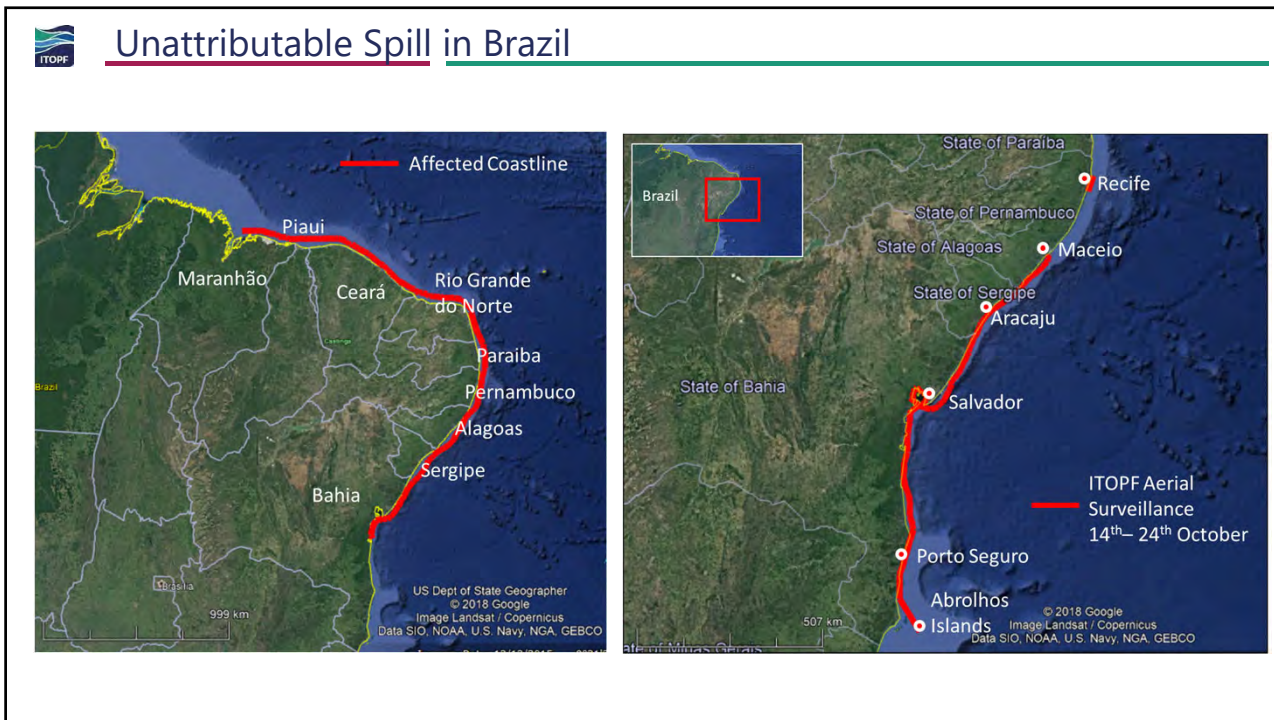 ITOPF
Unattributable Spill in Brazil
Affected Coastline
Piaui
Maranhão
Ceará
Rio Grande
do Norte
Caatinga
Paraiba
Brazil
Pernambuco
Alagoas
Sergipe
Bahia
Brasilia
999 km
US Dept of State Geographer
© 2018 Google
Image Landsat / Copernicus
Data SIO, NOAA, U.S. Navy, NGA, GEBCO
State of Paraiba
Brazil
Recife
State of Pernambuco
State of Alagoas
Maceio
State of Sergipe
Aracaju
State of Bahia
Salvador
ITOPF Aerial
Surveillance
14th– 24th October
Porto Seguro
Abrolhos
Islands
507 km
© 2018 Google
Image Landsat / Copernicus
Data SIO, NOAA, U.S. Navy, NGA, GEBCO